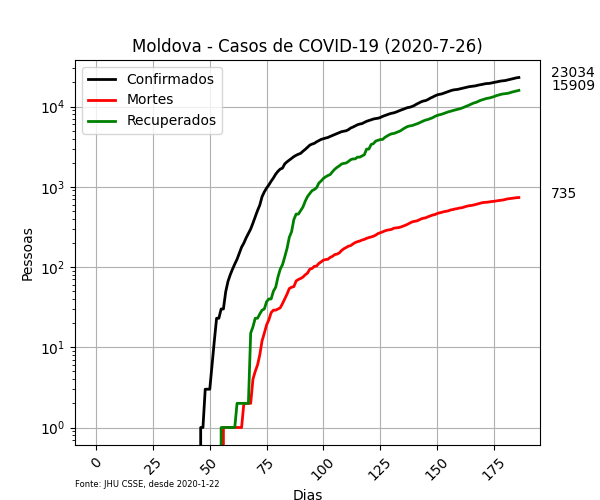 Moldova - Casos de COVID-19 (2020-7-26)
Confirmados
Mortes
Recuperados
23034
15909
735
10⁴
10³
10²
10¹
10⁰
Pessoas
0 25 50 75 100 125 150 175
Dias
Fonte: JHU CSSE, desde 2020-1-22